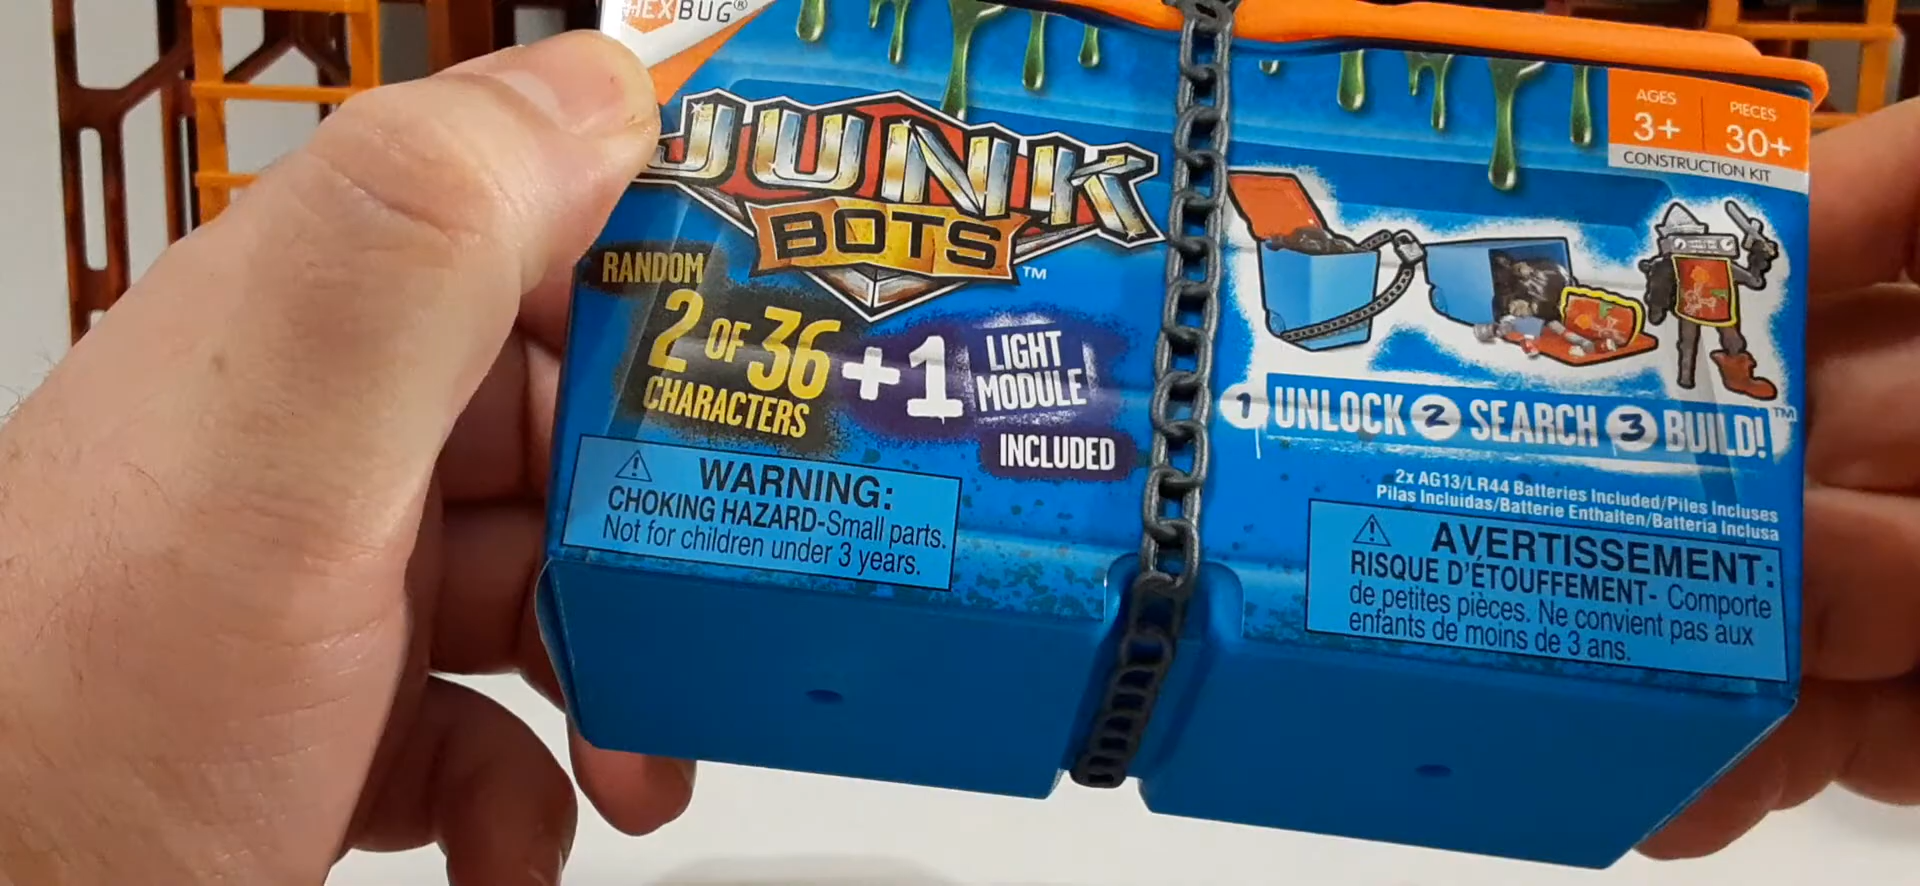 HEXBUG®
JUNK
BOTS™
RANDOM
2 OF 36
CHARACTERS
+1
LIGHT
MODULE
INCLUDED
WARNING:
CHOKING HAZARD-Small parts.
Not for children under 3 years.
AGES
3+
PIECES
30+
CONSTRUCTION KIT
1 UNLOCK 2 SEARCH 3 BUILD!™
2x AG13/LR44 Batteries Included/Piles Incluses
Pilas Incluidas/Batterie Enthalten/Batteria Inclusa
AVERTISSEMENT:
RISQUE D'ÉTOUFFEMENT- Comporte
de petites pièces. Ne convient pas aux
enfants de moins de 3 ans.